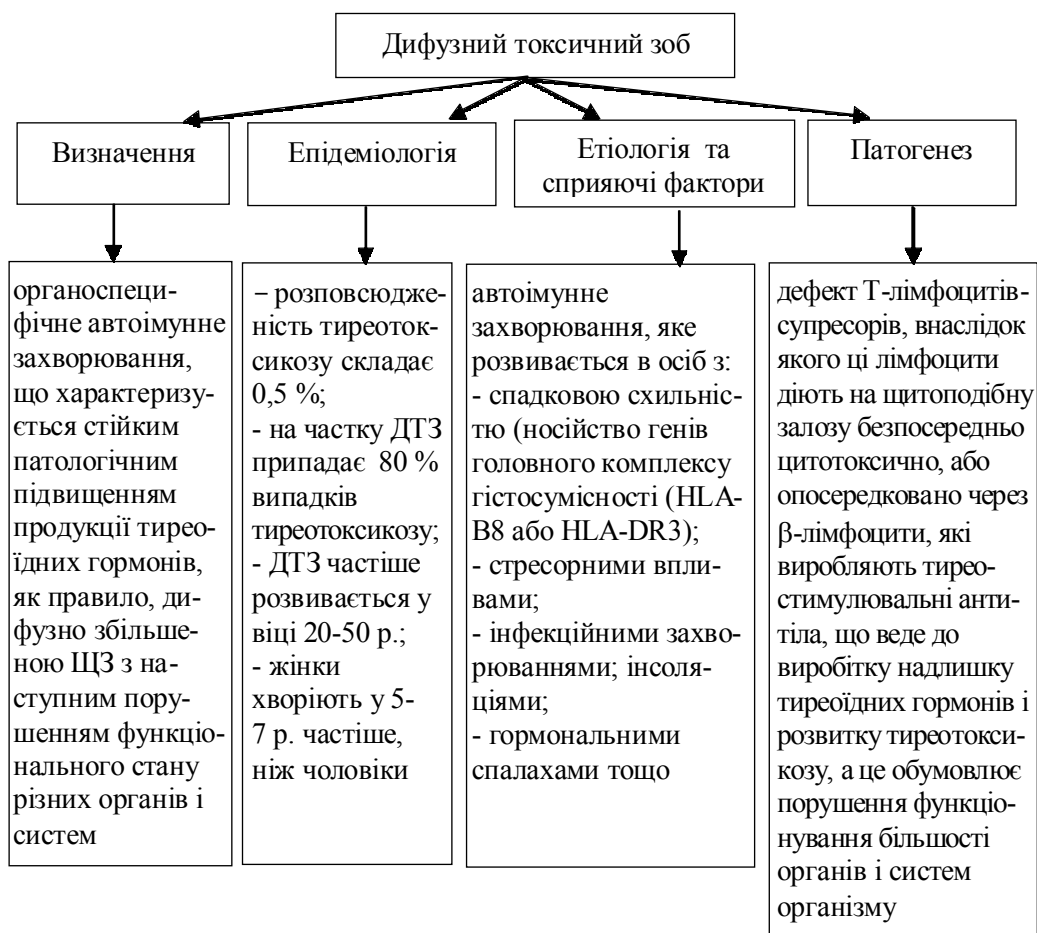 Дифузний токсичний зоб
Визначення
Епідеміологія
Етіологія та
сприяючі фактори
Патогенез
органоспеци-
фічне автоімунне
захворювання,
що характеризу-
ється стійким
патологічним
підвищенням
продукції тирео-
їдних гормонів,
як правило, ди-
фузно збільше-
ною ЩЗ з на-
ступним пору-
шенням функціо-
нального стану
різних органів і
систем
– розповсюдже-
ність тиреоток-
сикозу складає
0,5 %;
- на частку ДТЗ
припадає 80 %
випадків
тиреотоксикозу;
- ДТЗ частіше
розвивається у
віці 20-50 р.;
- жінки
хворіють у 5-
7 р. частіше,
ніж чоловіки
автоімунне
захворювання, яке
розвивається в осіб з:
- спадковою схильніс-
тю (носійство генів
головного комплексу
гістосумісності (HLA-
B8 або HLA-DR3);
- стресорними впли-
вами;
- інфекційними захво-
рюваннями; інсоля-
ціями;
- гормональними
спалахами тощо
дефект Т-лімфоцитів-
супресорів, внаслідок
якого ці лімфоцити
діють на щитоподібну
залозу безпосередньо
цитотоксично, або
опосередковано через
β-лімфоцити, які
виробляють тирео-
стимулювальні анти-
тіла, що веде до
виробітку надлишку
тиреоїдних гормонів і
розвитку тиреотокси-
козу, а це обумовлює
порушення функціо-
нування більшості
органів і систем
організму